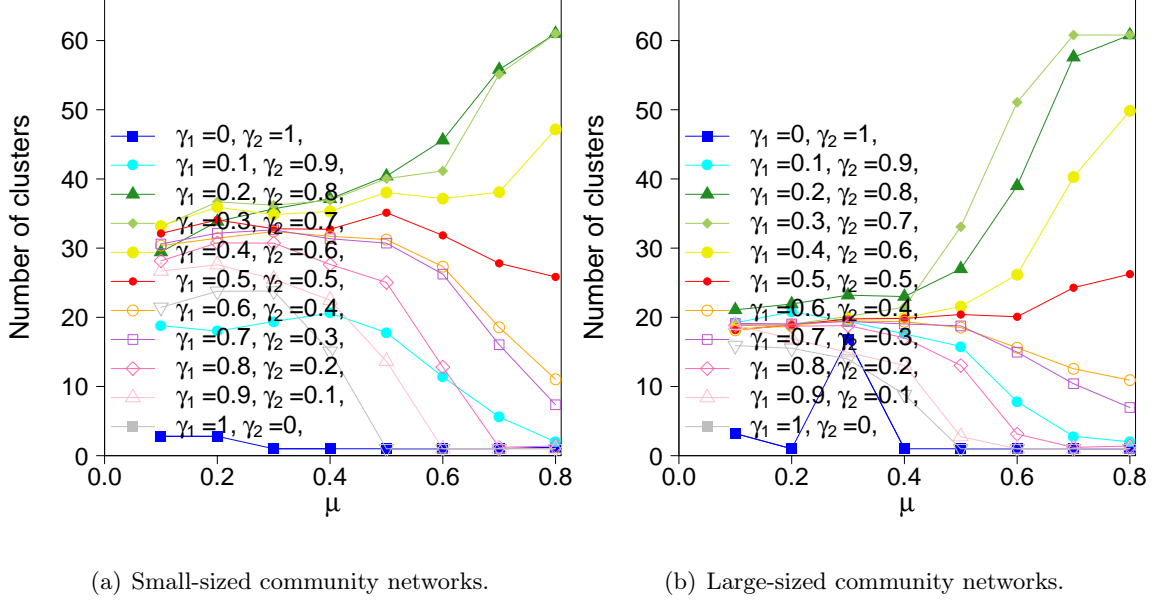 Number of clusters
60
50
40
30
20
10
0
γ1 =0, γ2 =1,
γ1 =0.1, γ2 =0.9,
γ1 =0.2, γ2 =0.8,
γ1 =0.3, γ2 =0.7,
γ1 =0.4, γ2 =0.6,
γ1 =0.5, γ2 =0.5,
γ1 =0.6, γ2 =0.4,
γ1 =0.7, γ2 =0.3,
γ1 =0.8, γ2 =0.2,
γ1 =0.9, γ2 =0.1,
γ1 =1, γ2 =0,
0.0 0.2 0.4 0.6 0.8
μ
(a) Small-sized community networks.
Number of clusters
60
50
40
30
20
10
0
γ1 =0, γ2 =1,
γ1 =0.1, γ2 =0.9,
γ1 =0.2, γ2 =0.8,
γ1 =0.3, γ2 =0.7,
γ1 =0.4, γ2 =0.6,
γ1 =0.5, γ2 =0.5,
γ1 =0.6, γ2 =0.4,
γ1 =0.7, γ2 =0.3,
γ1 =0.8, γ2 =0.2,
γ1 =0.9, γ2 =0.1,
γ1 =1, γ2 =0,
0.0 0.2 0.4 0.6 0.8
μ
(b) Large-sized community networks.